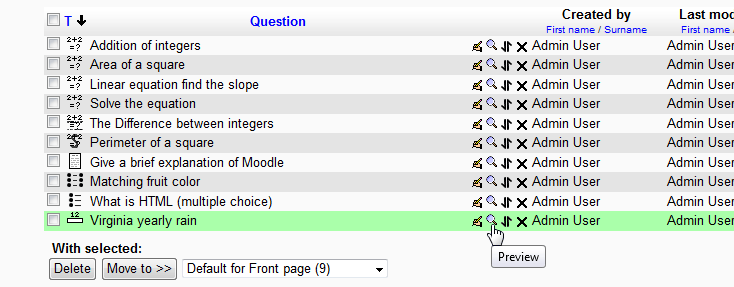 T Question Created by Last mod
First name / Surname First name /
2+2 =? Addition of integers Admin User Admin User
2+2 =? Area of a square Admin User Admin User
2+2 =? Linear equation find the slope Admin User Admin User
2+2 =? Solve the equation Admin User Admin User
2+2 =? The Difference between integers Admin User Admin User
2+2 Perimeter of a square Admin User Admin User
Give a brief explanation of Moodle Admin User Admin User
Matching fruit color Admin User Admin User
What is HTML (multiple choice) Admin User Admin User
12 Virginia yearly rain Admin User Admin User
With selected:
Preview
Delete Move to >> Default for Front page (9)